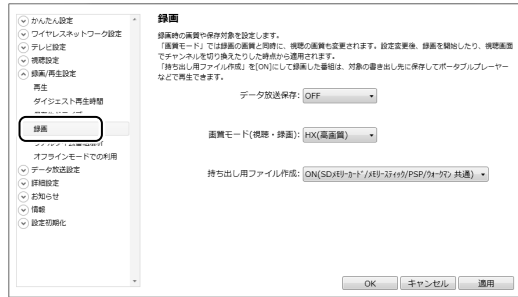 かんたん設定
ワイヤレスネットワーク設定
テレビ設定
視聴設定
録画/再生設定
再生
ダイジェスト再生時間
録画
オフラインモードでの利用
データ放送設定
詳細設定
お知らせ
情報
設定初期化
録画
録画時の画質や保存対象を設定します。
「画質モード」では録画の画質と同時に、視聴の画質も変更されます。設定変更後、録画を開始したり、視聴画面
でチャンネルを切り換えたりした時点から適用されます。
「持ち出し用ファイル作成」を[ON]にして録画した番組は、対象の書き出し先に保存してポータブルプレーヤー
などで再生できます。
データ放送保存: OFF
画質モード(視聴・録画): HX(高画質)
持ち出し用ファイル作成: ON(SDﾒﾓﾘｰｶｰﾄﾞ/ﾒﾓﾘｰｽﾃｨｯｸ/PSP/ｳｫｰｸﾏﾝ 共通)
OK キャンセル 適用